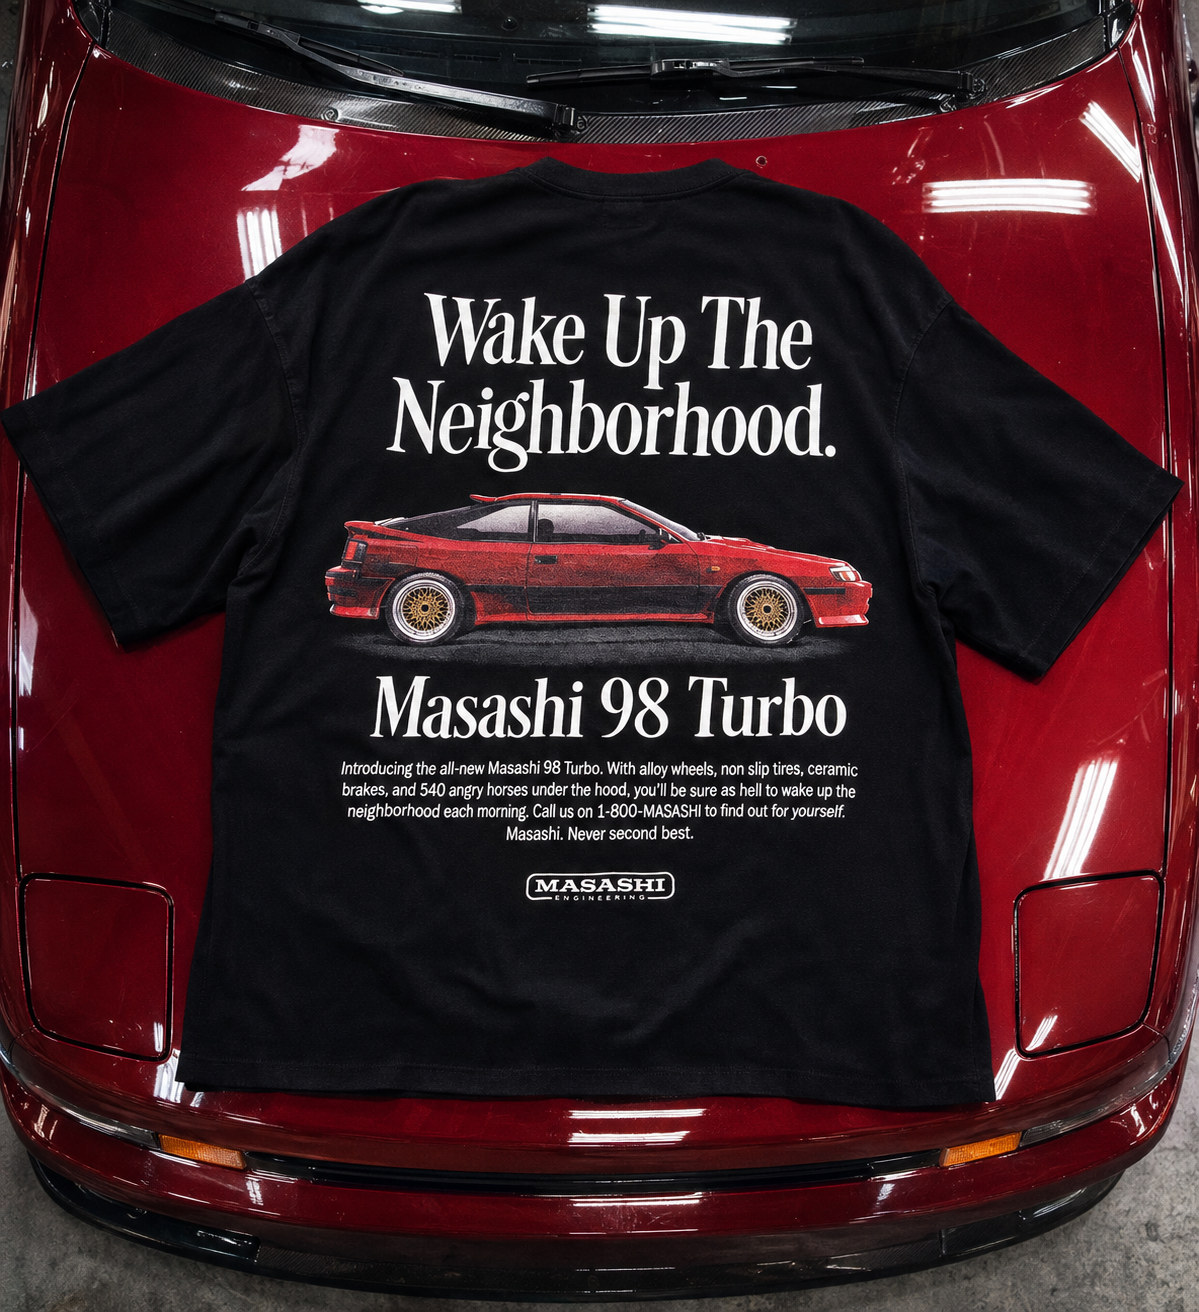 Wake Up The
Neighborhood.
Masashi 98 Turbo
Introducing the all-new Masashi 98 Turbo. With alloy wheels, non slip tires, ceramic
brakes, and 540 angry horses under the hood, you'll be sure as hell to wake up the
neighborhood each morning. Call us on 1-800-MASASHI to find out for yourself.
Masashi. Never second best.
MASASHI
ENGINEERING